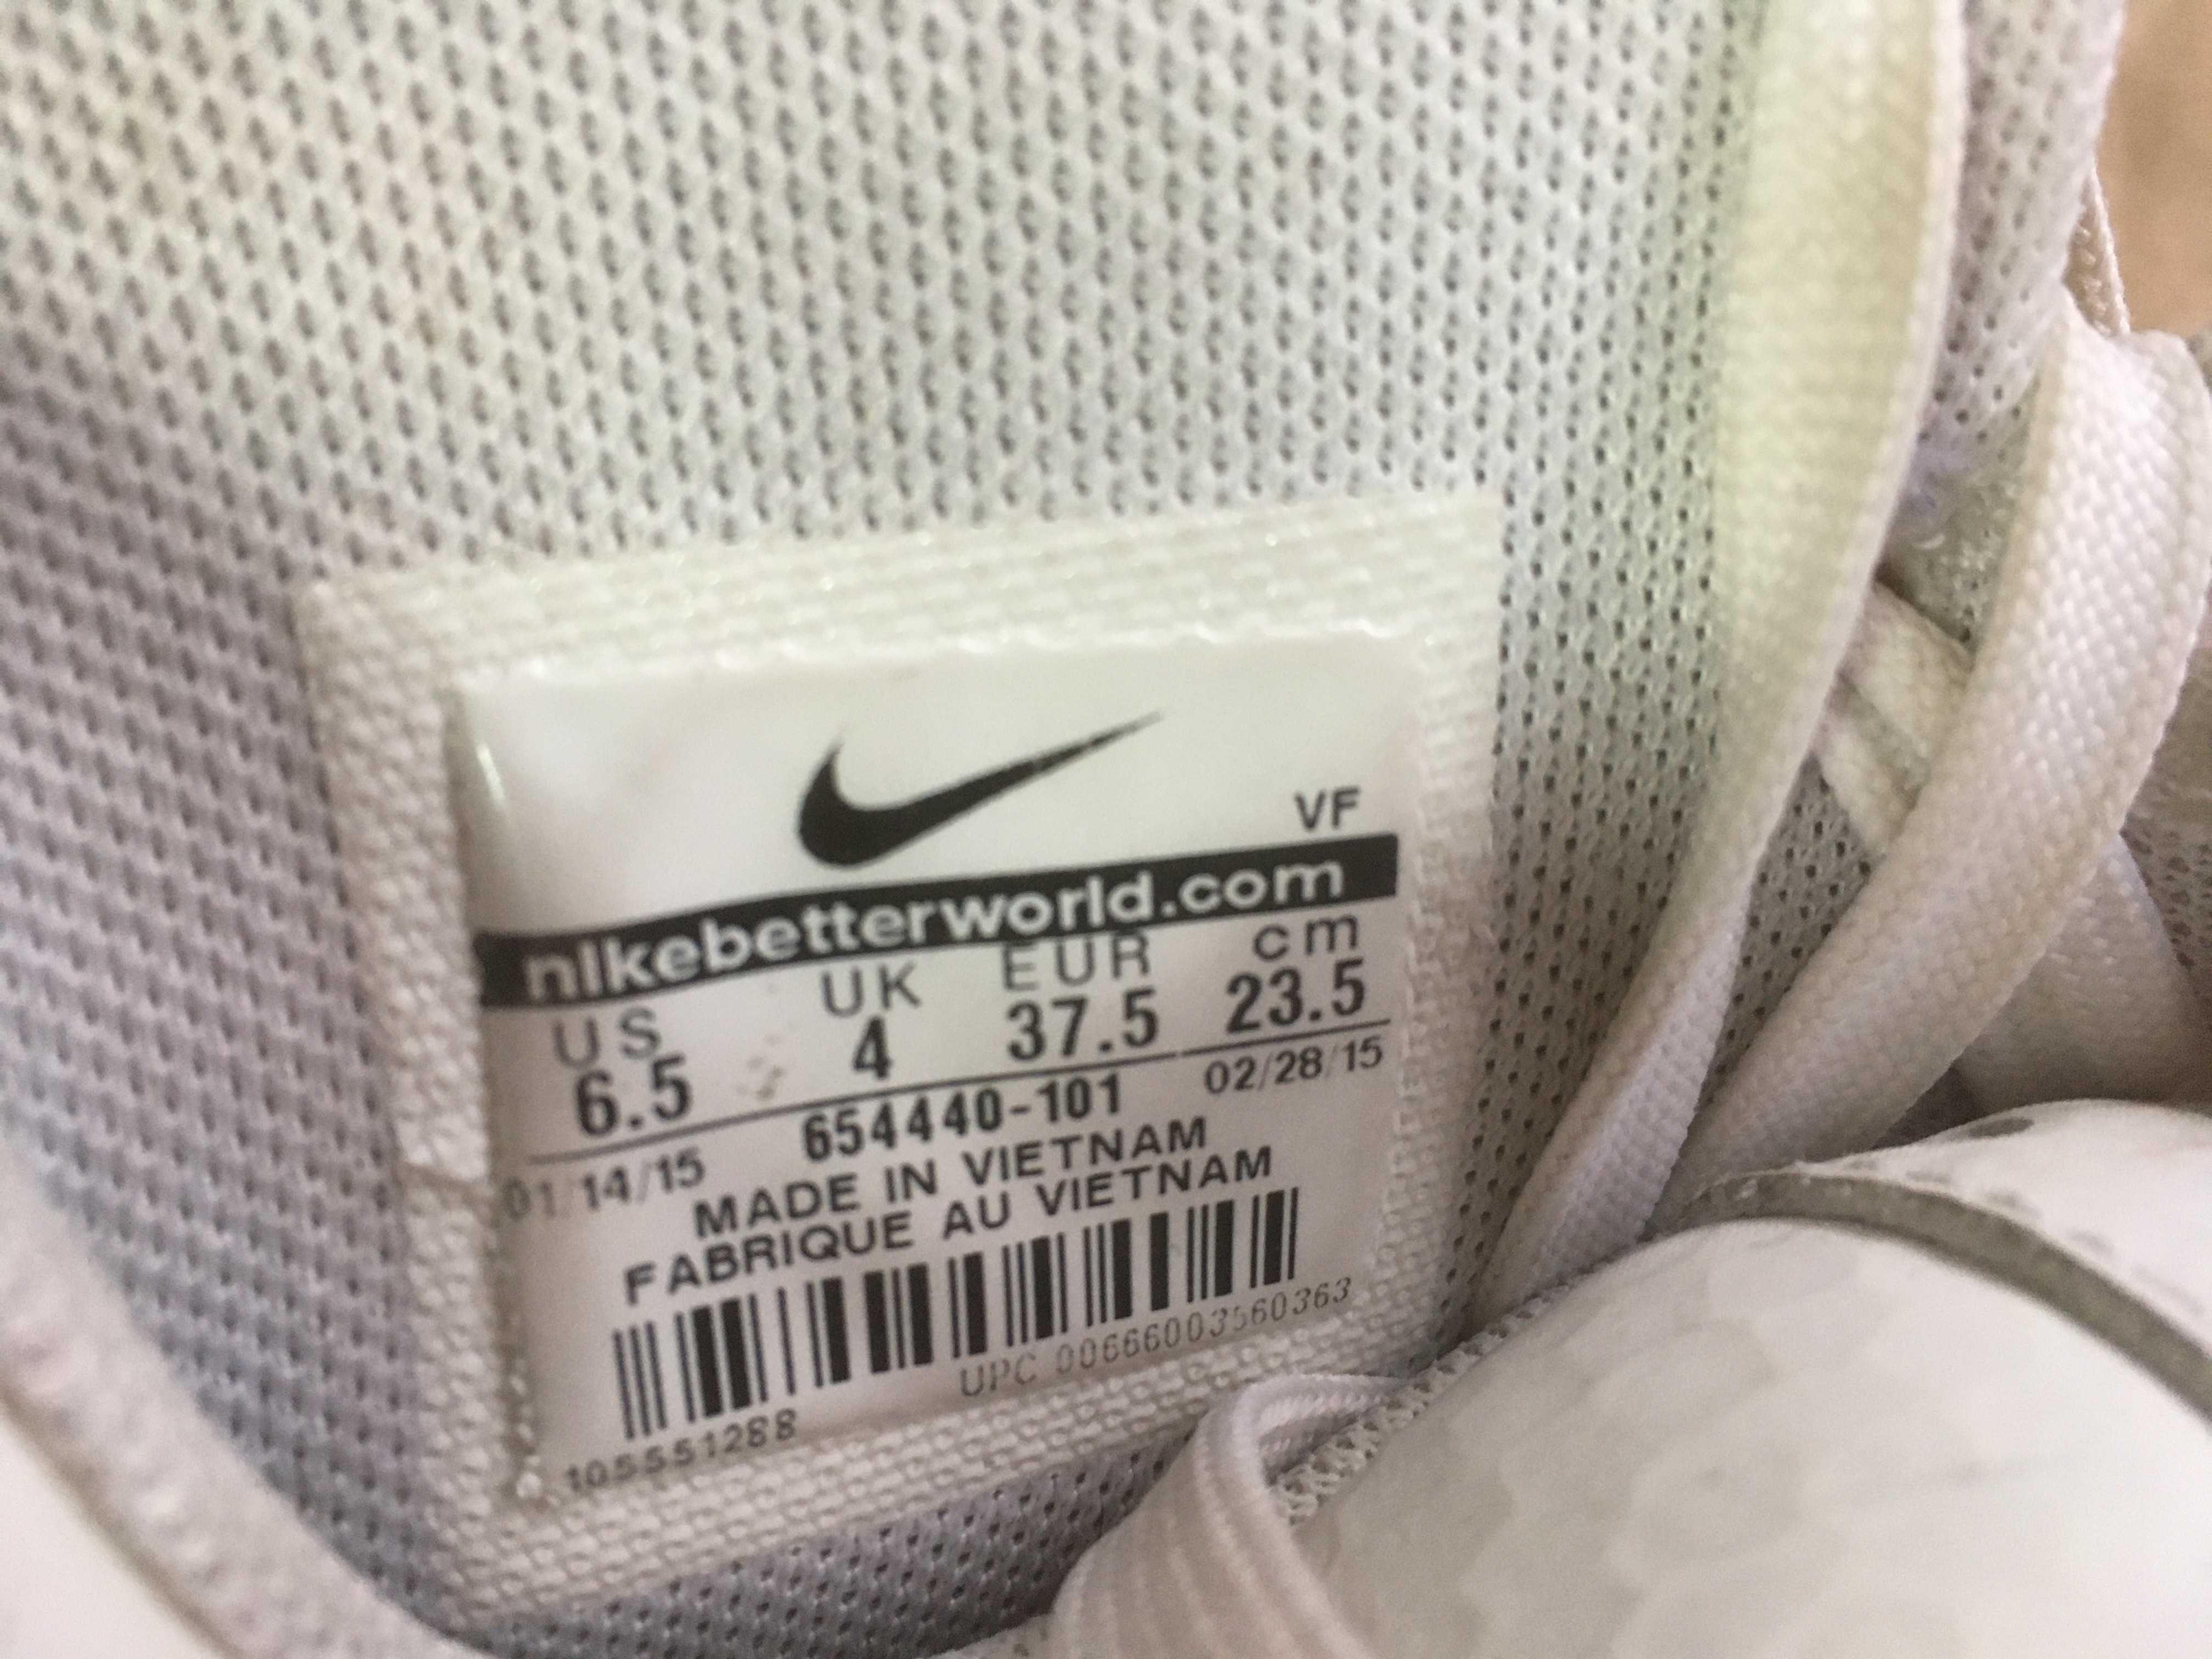 VF
nikebetterworld.com
US UK EUR cm
6.5 4 37.5 23.5
01/14/15 654440-101 02/28/15
MADE IN VIETNAM
FABRIQUE AU VIETNAM
UPC 00666003560363
105551288